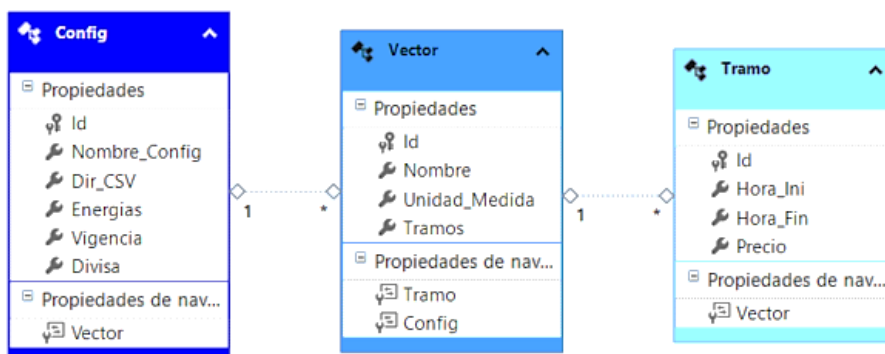 Config
Propiedades
Id
Nombre_Config
Dir_CSV
Energias
Vigencia
Divisa
Propiedades de nav...
Vector
1
*
Vector
Propiedades
Id
Nombre
Unidad_Medida
Tramos
Propiedades de nav...
Tramo
Config
1
*
Tramo
Propiedades
Id
Hora_Ini
Hora_Fin
Precio
Propiedades de nav...
Vector